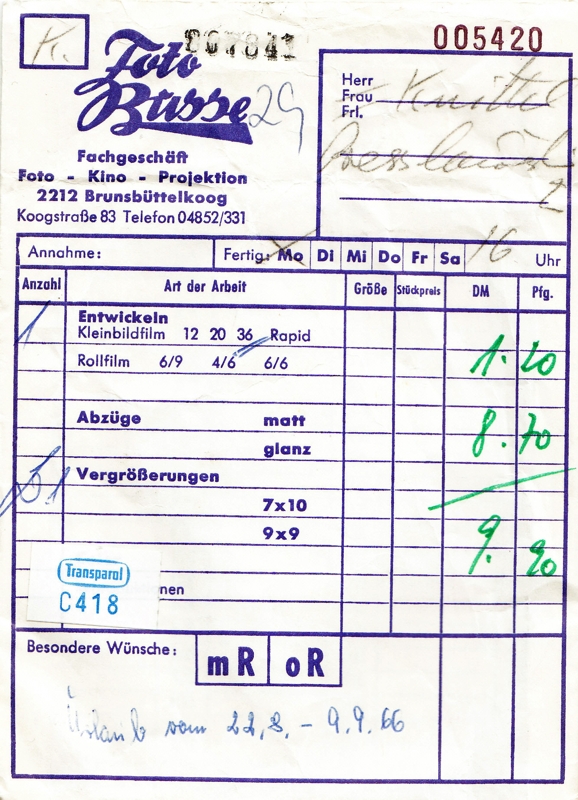 K.
Foto
Busse
007841
29
005420
Fachgeschäft
Foto - Kino - Projektion
2212 Brunsbüttelkoog
Koogstraße 83 Telefon 04852/331
Herr
Frau
Frl.
Knittel
Annahme:
Fertig: Mo Di Mi Do Fr Sa 16 Uhr
Anzahl Art der Arbeit Größe Stückpreis DM Pfg.
Entwickeln
1 Kleinbildfilm 12 20 36 Rapid
Rollfilm 6/9 4/6 6/6 1.20
Abzüge matt 8.70
glanz
Vergrößerungen
7x10
9x9 9.90
Transparol
C418
nen
Besondere Wünsche:
mR oR
Urlaub vom 22.8. - 9.9.66